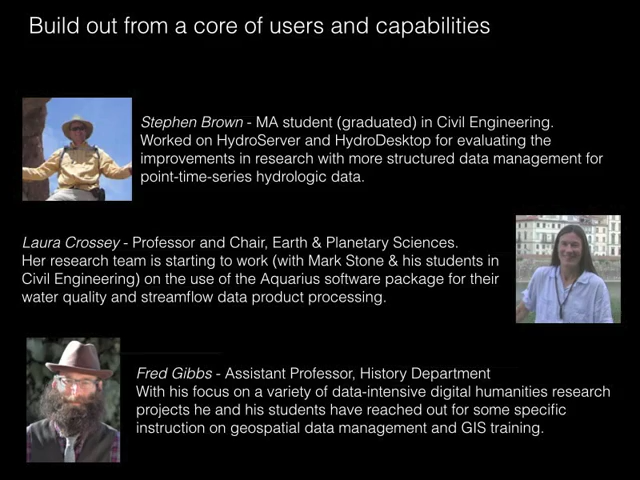 Build out from a core of users and capabilities
Stephen Brown - MA student (graduated) in Civil Engineering.
Worked on HydroServer and HydroDesktop for evaluating the
improvements in research with more structured data management for
point-time-series hydrologic data.
Laura Crossey - Professor and Chair, Earth & Planetary Sciences.
Her research team is starting to work (with Mark Stone & his students in
Civil Engineering) on the use of the Aquarius software package for their
water quality and streamflow data product processing.
Fred Gibbs - Assistant Professor, History Department
With his focus on a variety of data-intensive digital humanities research
projects he and his students have reached out for some specific
instruction on geospatial data management and GIS training.